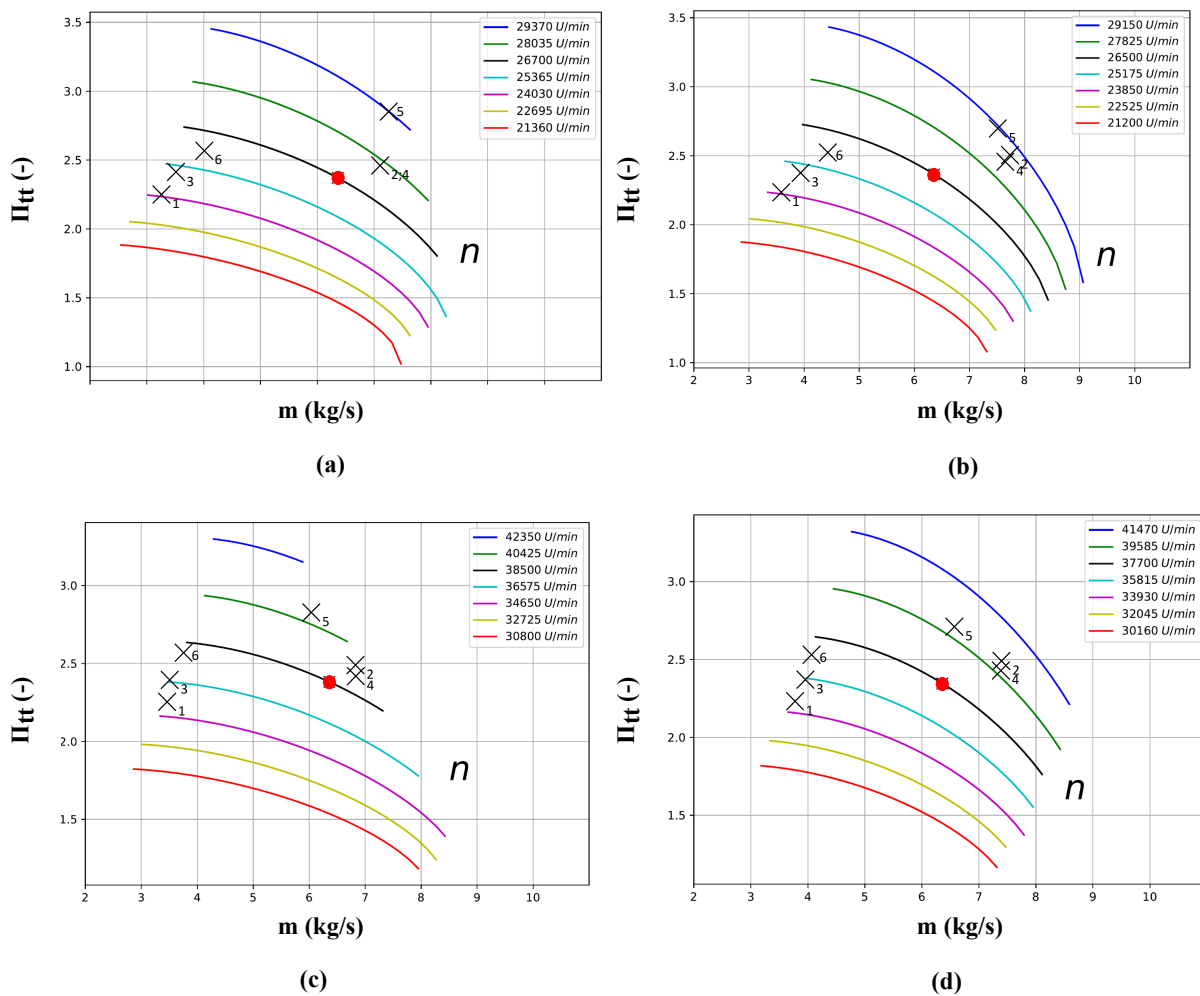 3.5
3.0
2.5
2.0
1.5
1.0
Πtt (-)
29370 U/min
28035 U/min
26700 U/min
25365 U/min
24030 U/min
22695 U/min
21360 U/min
5
2,4
6
3
1
n
m (kg/s)
(a)
3.5
3.0
2.5
2.0
1.5
1.0
Πtt (-)
29150 U/min
27825 U/min
26500 U/min
25175 U/min
23850 U/min
22525 U/min
21200 U/min
5
2
4
6
3
1
n
2 3 4 5 6 7 8 9 10
m (kg/s)
(b)
3.0
2.5
2.0
1.5
Πtt (-)
42350 U/min
40425 U/min
38500 U/min
36575 U/min
34650 U/min
32725 U/min
30800 U/min
5
6
2
4
3
1
n
2 3 4 5 6 7 8 9 10
m (kg/s)
(c)
3.0
2.5
2.0
1.5
Πtt (-)
41470 U/min
39585 U/min
37700 U/min
35815 U/min
33930 U/min
32045 U/min
30160 U/min
5
6
2
4
3
1
n
2 3 4 5 6 7 8 9 10
m (kg/s)
(d)